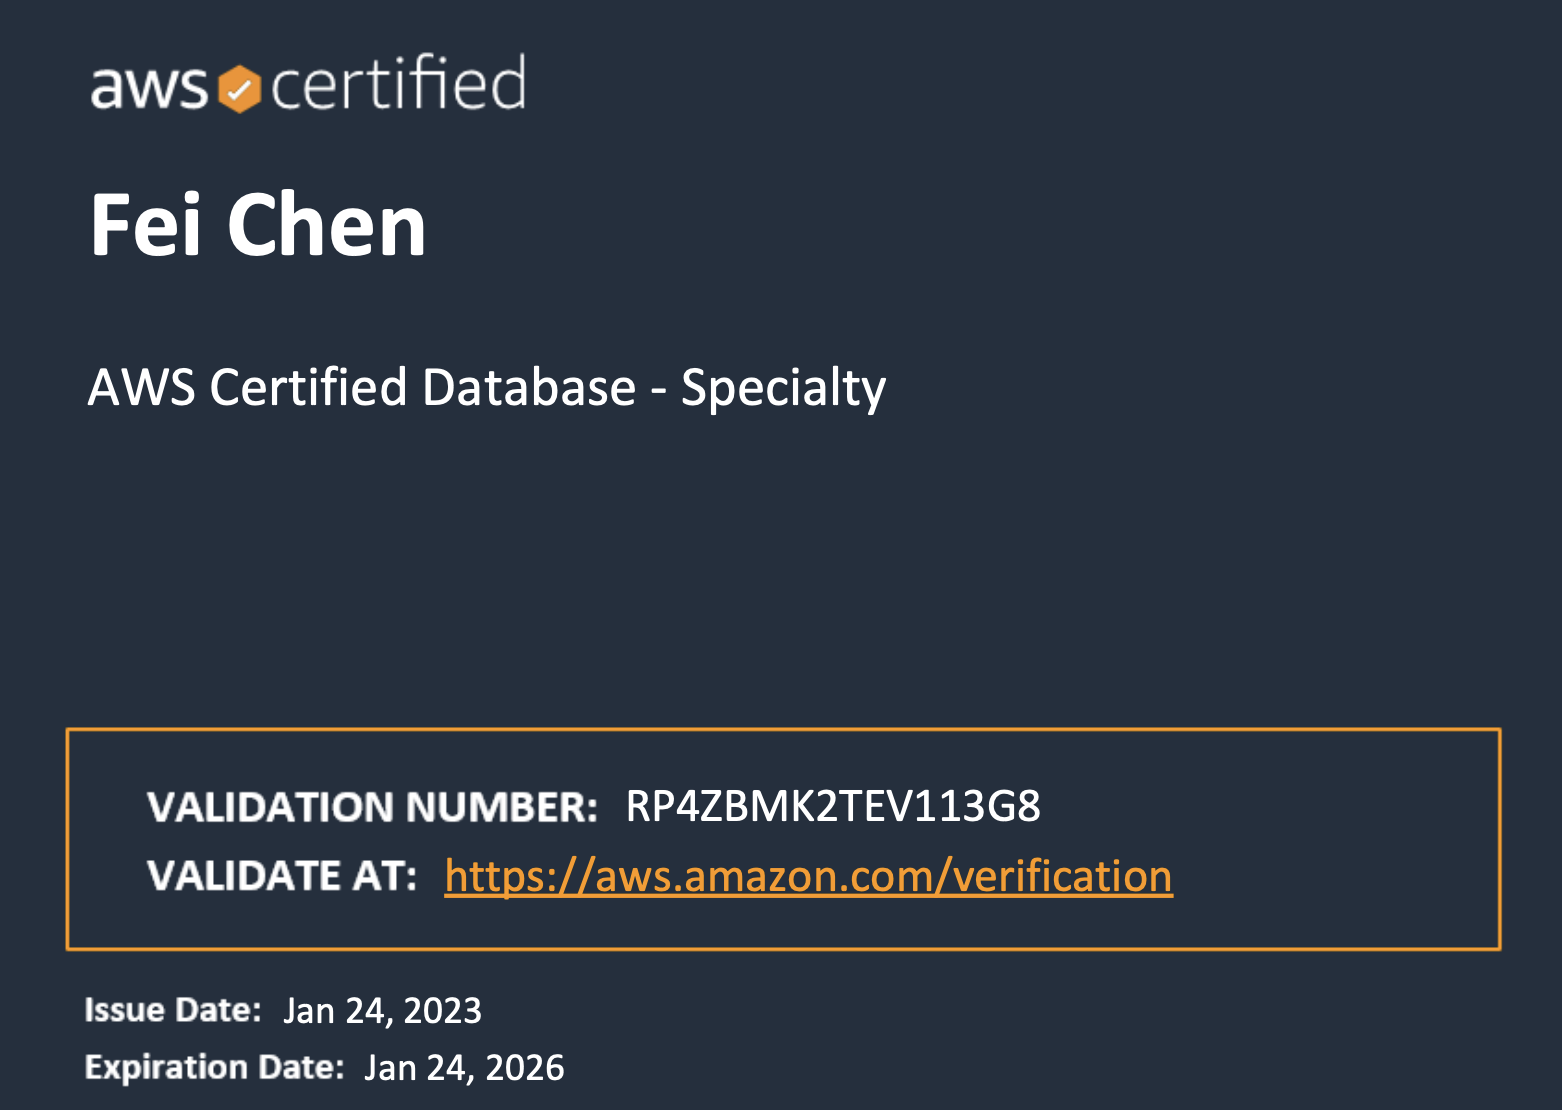 aws certified
Fei Chen
AWS Certified Database - Specialty
VALIDATION NUMBER: RP4ZBMK2TEV113G8
VALIDATE AT: https://aws.amazon.com/verification
Issue Date: Jan 24, 2023
Expiration Date: Jan 24, 2026